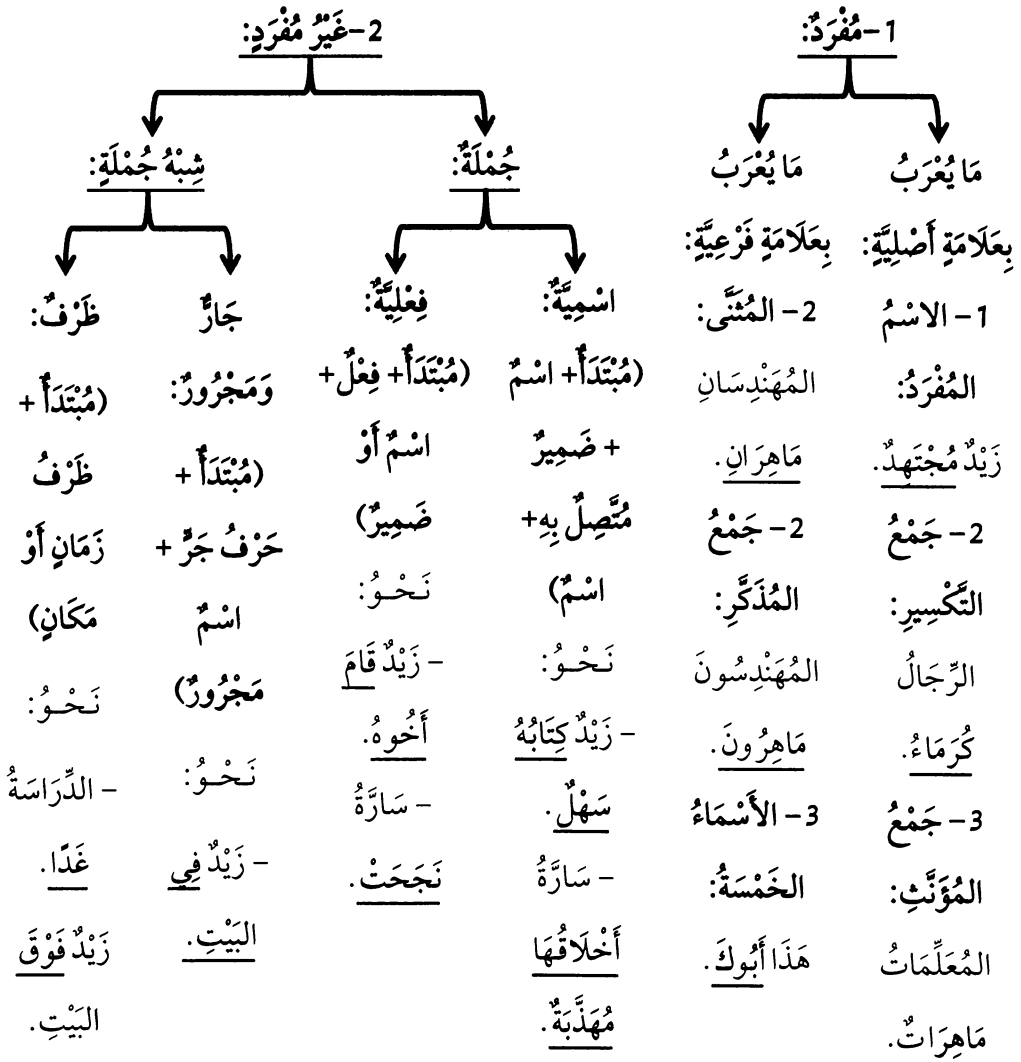 1- مُفْرَدٌ:
مَا يُعْرَبُ
بِعَلَامَةٍ أَصْلِيَّةٍ:
1- الاسْمُ
المُفْرَدُ:
زَيْدٌ مُجْتَهِدٌ.
2- جَمْعُ
التَّكْسِيرِ:
الرِّجَالُ
كُرَمَاءُ.
3- جَمْعُ
المُؤَنَّثِ:
المُعَلِّمَاتُ
مَاهِرَاتٌ.
مَا يُعْرَبُ
بِعَلَامَةٍ فَرْعِيَّةٍ:
2- المُثَنَّى:
المُهَنْدِسَانِ
مَاهِرَانِ.
2- جَمْعُ
المُذَكَّرِ:
المُهَنْدِسُونَ
مَاهِرُونَ.
3- الأَسْمَاءُ
الخَمْسَةُ:
هَذَا أَبُوكَ.
2- غَيْرُ مُفْرَدٍ:
جُمْلَةٌ:
اسْمِيَّةٌ:
(مُبْتَدَأٌ+ اسْمٌ
+ ضَمِيرٌ
مُتَّصِلٌ بِهِ+
اسْمٌ)
نَحْوُ:
- زَيْدٌ كِتَابُهُ
سَهْلٌ.
- سَارَّةُ
أَخْلَاقُهَا
مُهَذَّبَةٌ.
فِعْلِيَّةٌ:
(مُبْتَدَأٌ+ فِعْلٌ+
اسْمٌ أَوْ
ضَمِيرٌ)
نَحْوُ:
- زَيْدٌ قَامَ
أَخُوهُ.
- سَارَّةُ
نَجَحَتْ.
شِبْهُ جُمْلَةٍ:
جَارٌّ
وَمَجْرُورٌ:
(مُبْتَدَأٌ +
حَرْفُ جَرٍّ +
اسْمٌ
مَجْرُورٌ)
نَحْوُ:
- زَيْدٌ فِي
البَيْتِ.
ظَرْفٌ:
(مُبْتَدَأٌ +
ظَرْفُ
زَمَانٍ أَوْ
مَكَانٍ)
نَحْوُ:
- الدِّرَاسَةُ
غَدًا.
زَيْدٌ فَوْقَ
البَيْتِ.